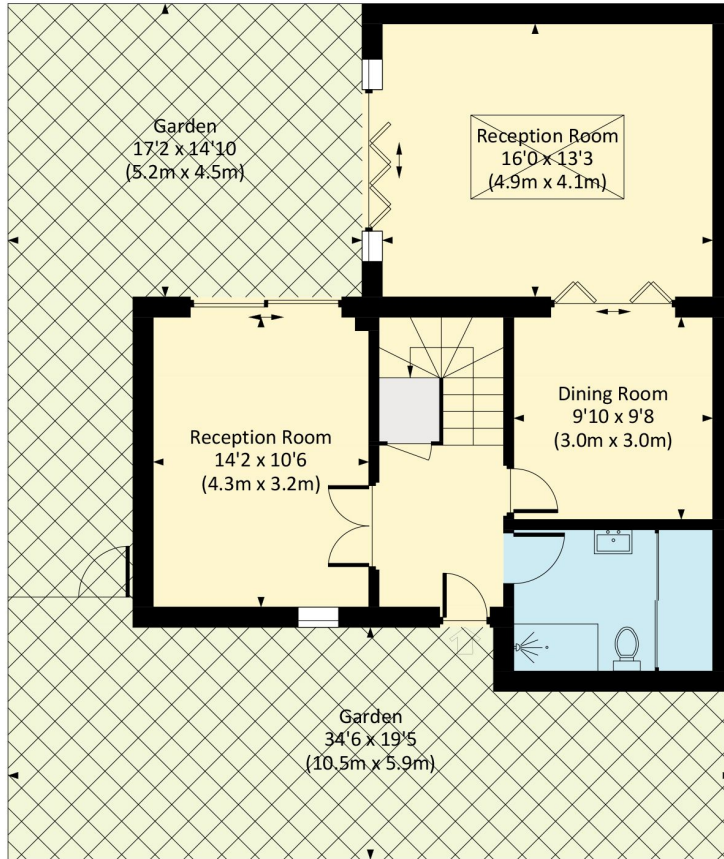 Garden
17'2 x 14'10
(5.2m x 4.5m)
Reception Room
16'0 x 13'3
(4.9m x 4.1m)
Dining Room
9'10 x 9'8
(3.0m x 3.0m)
Reception Room
14'2 x 10'6
(4.3m x 3.2m)
Garden
34'6 x 19'5
(10.5m x 5.9m)